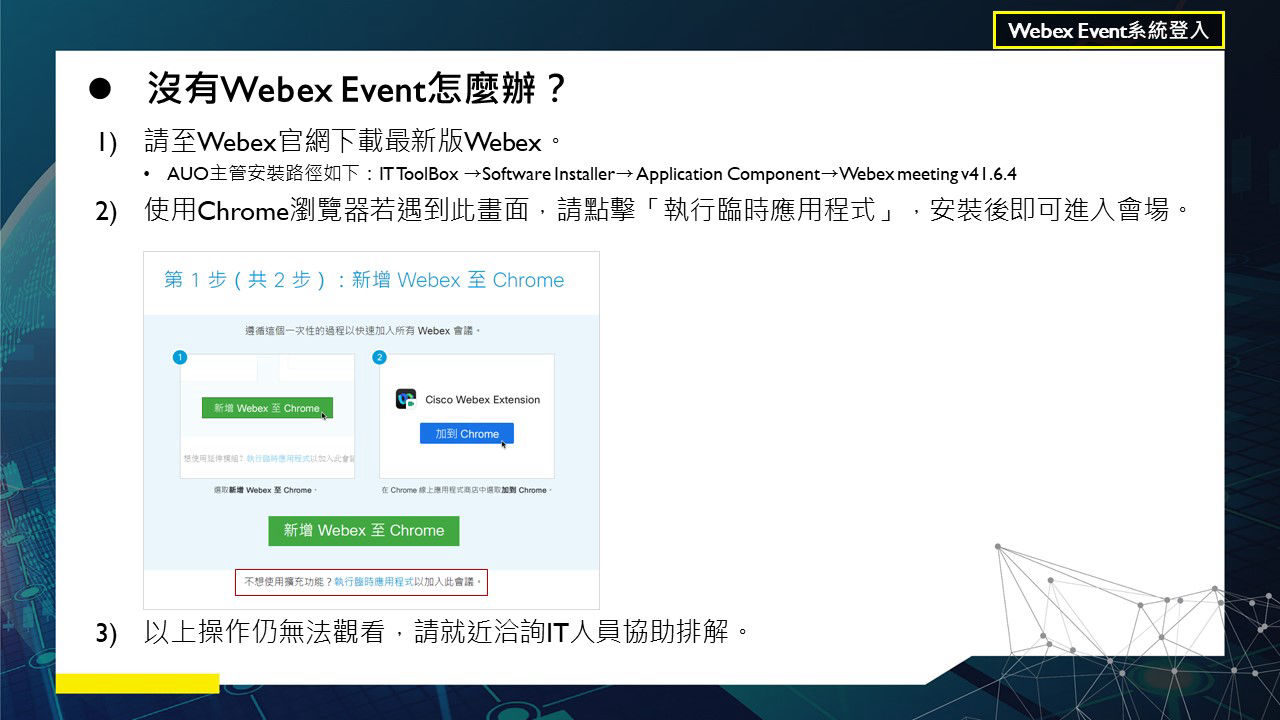 Webex Event系統登入
● 沒有Webex Event怎麼辦？
1) 請至Webex官網下載最新版Webex。
• AUO主管安裝路徑如下：IT ToolBox →Software Installer→ Application Component→Webex meeting v41.6.4
2) 使用Chrome瀏覽器若遇到此畫面，請點擊「執行臨時應用程式」，安裝後即可進入會場。
第 1 步 ( 共 2 步 ) ：新增 Webex 至 Chrome
遵循這個一次性的過程以快速加入所有 Webex 會議。
1
2
新增 Webex 至 Chrome
Cisco Webex Extension
加到 Chrome
想使用延伸模組? 執行臨時應用程式以加入此會議
選取新增 Webex 至 Chrome。
在 Chrome 線上應用程式商店中選取加到 Chrome。
新增 Webex 至 Chrome
不想使用擴充功能？執行臨時應用程式以加入此會議。
3) 以上操作仍無法觀看，請就近洽詢IT人員協助排解。